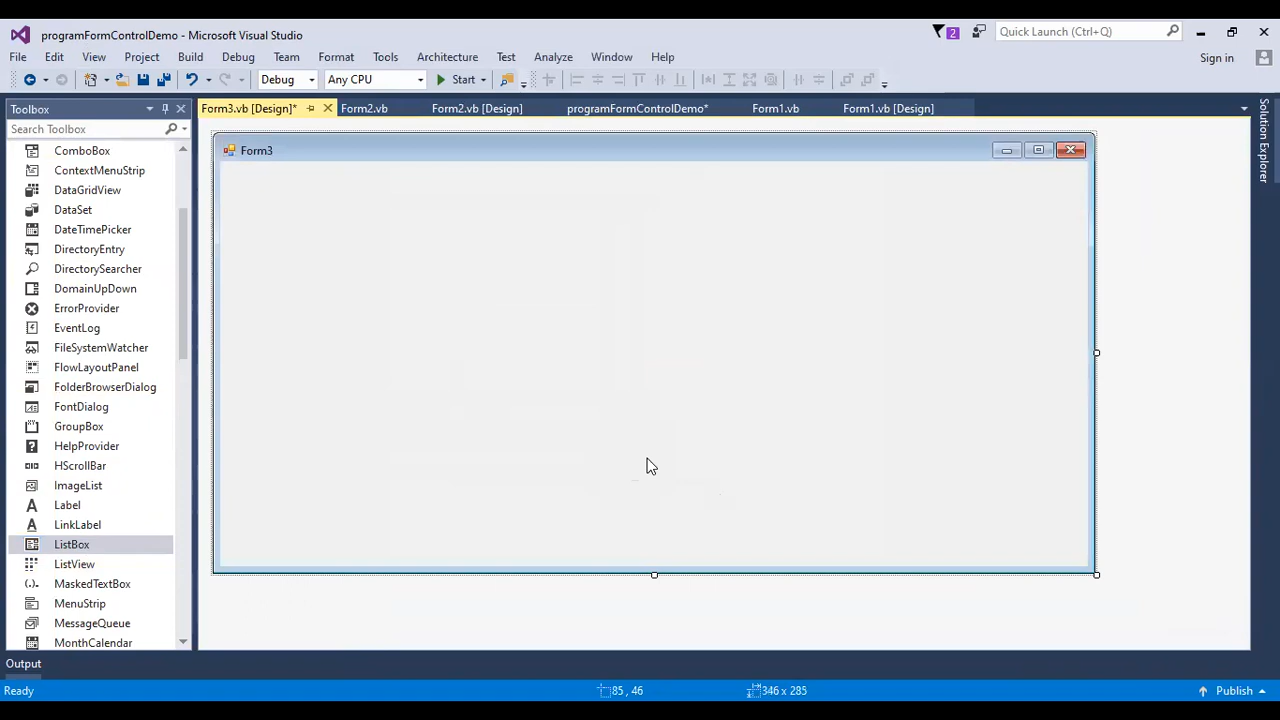 programFormControlDemo - Microsoft Visual Studio
2
Quick Launch (Ctrl+Q)
File Edit View Project Build Debug Team Format Tools Architecture Test Analyze Window Help
Sign in
Debug Any CPU Start
Toolbox
Form3.vb [Design]* Form2.vb Form2.vb [Design] programFormControlDemo* Form1.vb Form1.vb [Design]
Search Toolbox
Solution Explorer
ComboBox
Form3
ContextMenuStrip
DataGridView
DataSet
DateTimePicker
DirectoryEntry
DirectorySearcher
DomainUpDown
ErrorProvider
EventLog
FileSystemWatcher
FlowLayoutPanel
FolderBrowserDialog
FontDialog
GroupBox
HelpProvider
HScrollBar
ImageList
Label
LinkLabel
ListBox
ListView
MaskedTextBox
MenuStrip
MessageQueue
MonthCalendar
Output
Ready 85 , 46 346 x 285 Publish